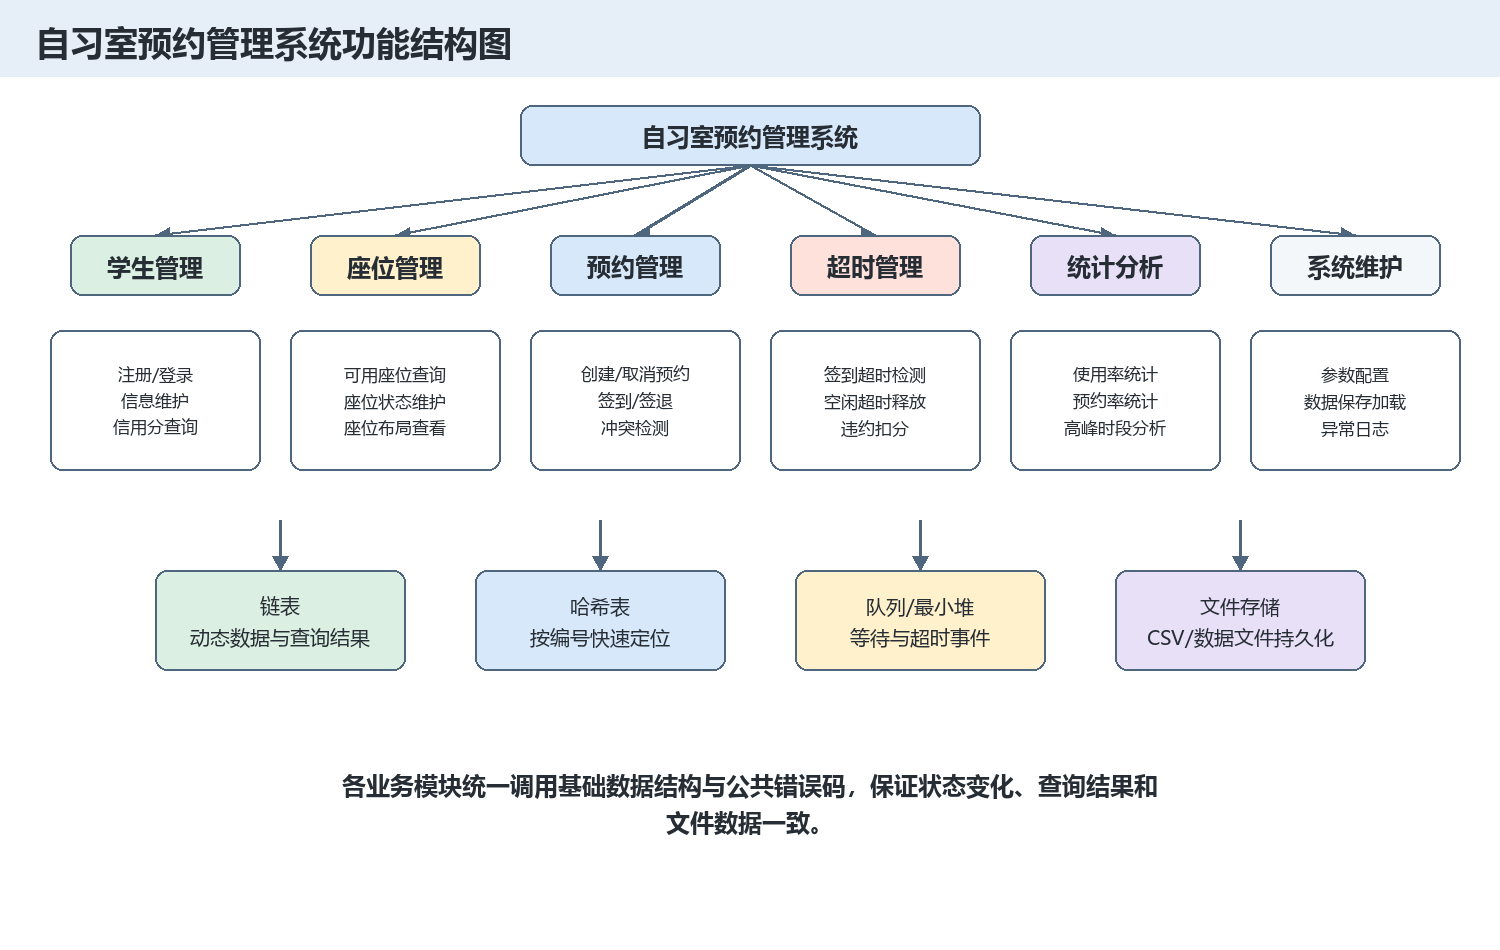 自习室预约管理系统功能结构图
自习室预约管理系统
学生管理
座位管理
预约管理
超时管理
统计分析
系统维护
注册/登录
信息维护
信用分查询
可用座位查询
座位状态维护
座位布局查看
创建/取消预约
签到/签退
冲突检测
签到超时检测
空闲超时释放
违约扣分
使用率统计
预约率统计
高峰时段分析
参数配置
数据保存加载
异常日志
链表
动态数据与查询结果
哈希表
按编号快速定位
队列/最小堆
等待与超时事件
文件存储
CSV/数据文件持久化
各业务模块统一调用基础数据结构与公共错误码，保证状态变化、查询结果和
文件数据一致。